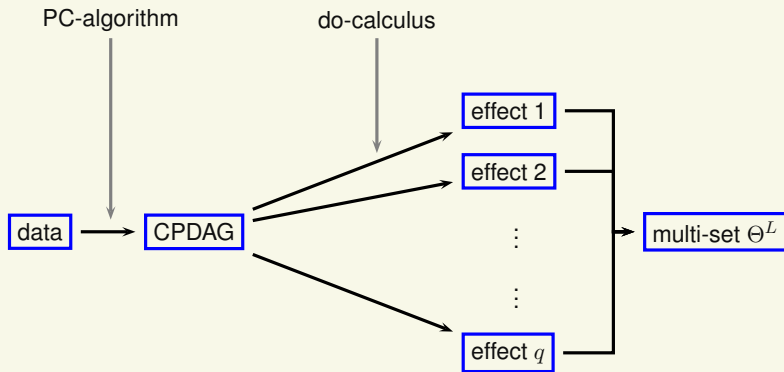 PC-algorithm
do-calculus
effect 1
effect 2
data
CPDAG
⋮
multi-set Θ^L
⋮
effect q